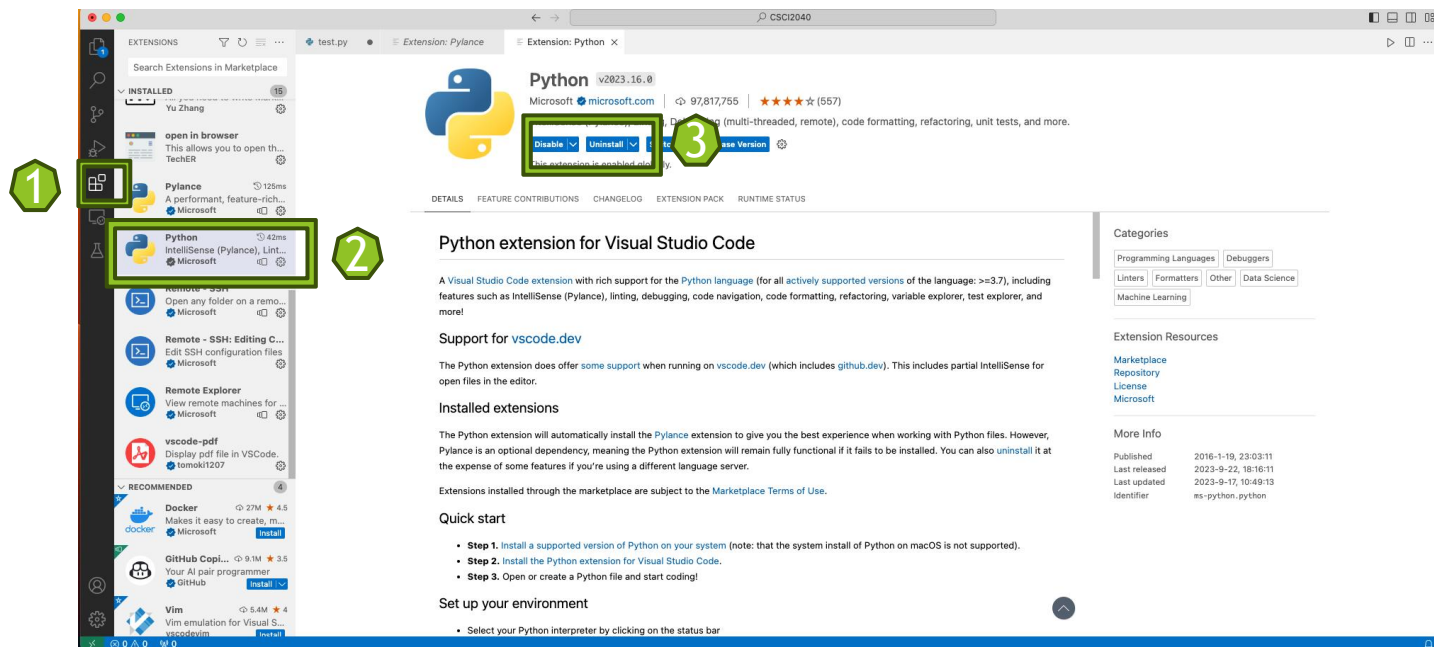 CSCI2040
EXTENSIONS
Search Extensions in Marketplace
INSTALLED 15
Yu Zhang
open in browser
This allows you to open th...
TechER
Pylance 125ms
A performant, feature-rich...
Microsoft
Python 42ms
IntelliSense (Pylance), Lint...
Microsoft
Remote - SSH
Open any folder on a remo...
Microsoft
Remote - SSH: Editing C...
Edit SSH configuration files
Microsoft
Remote Explorer
View remote machines for ...
Microsoft
vscode-pdf
Display pdf file in VSCode.
tomoki1207
RECOMMENDED 4
Docker 27M ★ 4.5
Makes it easy to create, m...
docker Microsoft Install
GitHub Copi... 9.1M ★ 3.5
Your AI pair programmer
GitHub Install
Vim 5.4M ★ 4
Vim emulation for Visual S...
vscodevim Install
0 0 0
1
2
3
1
test.py
Extension: Pylance
Extension: Python
Python v2023.16.0
Microsoft microsoft.com 97,817,755 ★★★★☆ (557)
(multi-threaded, remote), code formatting, refactoring, unit tests, and more.
Disable Uninstall Version
This extension is enabled globally.
DETAILS FEATURE CONTRIBUTIONS CHANGELOG EXTENSION PACK RUNTIME STATUS
Python extension for Visual Studio Code
A Visual Studio Code extension with rich support for the Python language (for all actively supported versions of the language: >=3.7), including
features such as IntelliSense (Pylance), linting, debugging, code navigation, code formatting, refactoring, variable explorer, test explorer, and
more!
Support for vscode.dev
The Python extension does offer some support when running on vscode.dev (which includes github.dev). This includes partial IntelliSense for
open files in the editor.
Installed extensions
The Python extension will automatically install the Pylance extension to give you the best experience when working with Python files. However,
Pylance is an optional dependency, meaning the Python extension will remain fully functional if it fails to be installed. You can also uninstall it at
the expense of some features if you're using a different language server.
Extensions installed through the marketplace are subject to the Marketplace Terms of Use.
Quick start
• Step 1. Install a supported version of Python on your system (note: that the system install of Python on macOS is not supported).
• Step 2. Install the Python extension for Visual Studio Code.
• Step 3. Open or create a Python file and start coding!
Set up your environment
• Select your Python interpreter by clicking on the status bar
Categories
Programming Languages Debuggers
Linters Formatters Other Data Science
Machine Learning
Extension Resources
Marketplace
Repository
License
Microsoft
More Info
Published 2016-1-19, 23:03:11
Last released 2023-9-22, 18:16:11
Last updated 2023-9-17, 10:49:13
Identifier ms-python.python